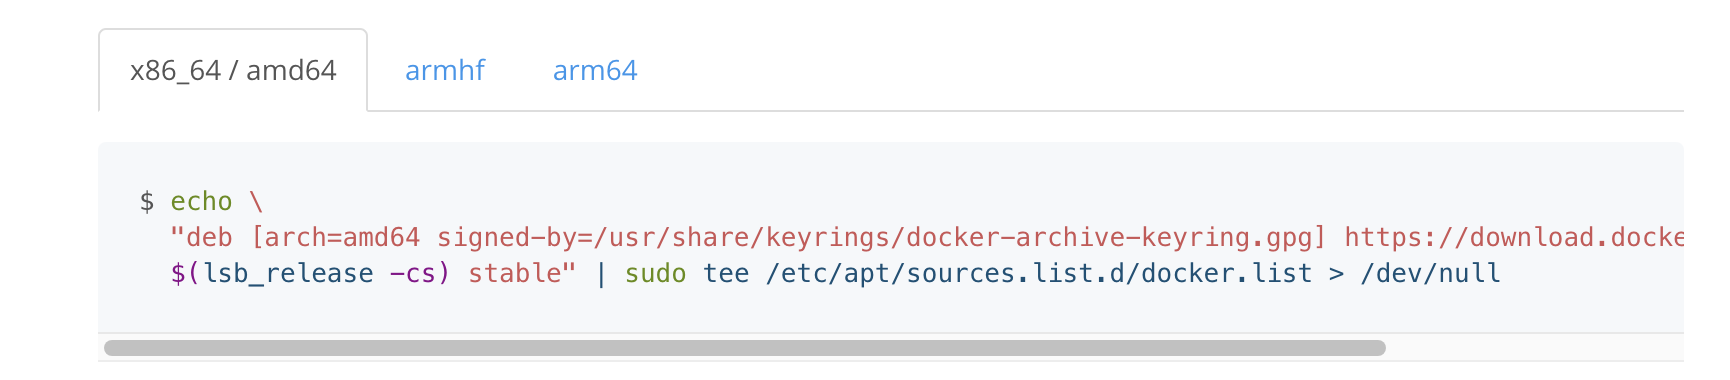 x86_64 / amd64 armhf arm64
$ echo \
"deb [arch=amd64 signed-by=/usr/share/keyrings/docker-archive-keyring.gpg] https://download.docke
$(lsb_release -cs) stable" | sudo tee /etc/apt/sources.list.d/docker.list > /dev/null